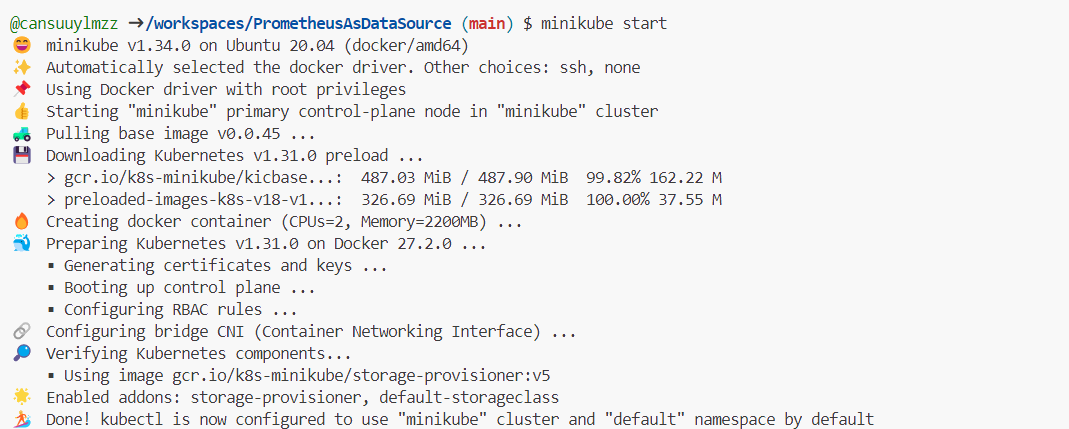 @cansuuylmzz →/workspaces/PrometheusAsDataSource (main) $ minikube start
😄 minikube v1.34.0 on Ubuntu 20.04 (docker/amd64)
✨ Automatically selected the docker driver. Other choices: ssh, none
📌 Using Docker driver with root privileges
👍 Starting "minikube" primary control-plane node in "minikube" cluster
🚜 Pulling base image v0.0.45 ...
💾 Downloading Kubernetes v1.31.0 preload ...
> gcr.io/k8s-minikube/kicbase...: 487.03 MiB / 487.90 MiB 99.82% 162.22 M
> preloaded-images-k8s-v18-v1...: 326.69 MiB / 326.69 MiB 100.00% 37.55 M
🔥 Creating docker container (CPUs=2, Memory=2200MB) ...
🐳 Preparing Kubernetes v1.31.0 on Docker 27.2.0 ...
▪ Generating certificates and keys ...
▪ Booting up control plane ...
▪ Configuring RBAC rules ...
🔗 Configuring bridge CNI (Container Networking Interface) ...
🔎 Verifying Kubernetes components...
▪ Using image gcr.io/k8s-minikube/storage-provisioner:v5
🌟 Enabled addons: storage-provisioner, default-storageclass
🏄 Done! kubectl is now configured to use "minikube" cluster and "default" namespace by default